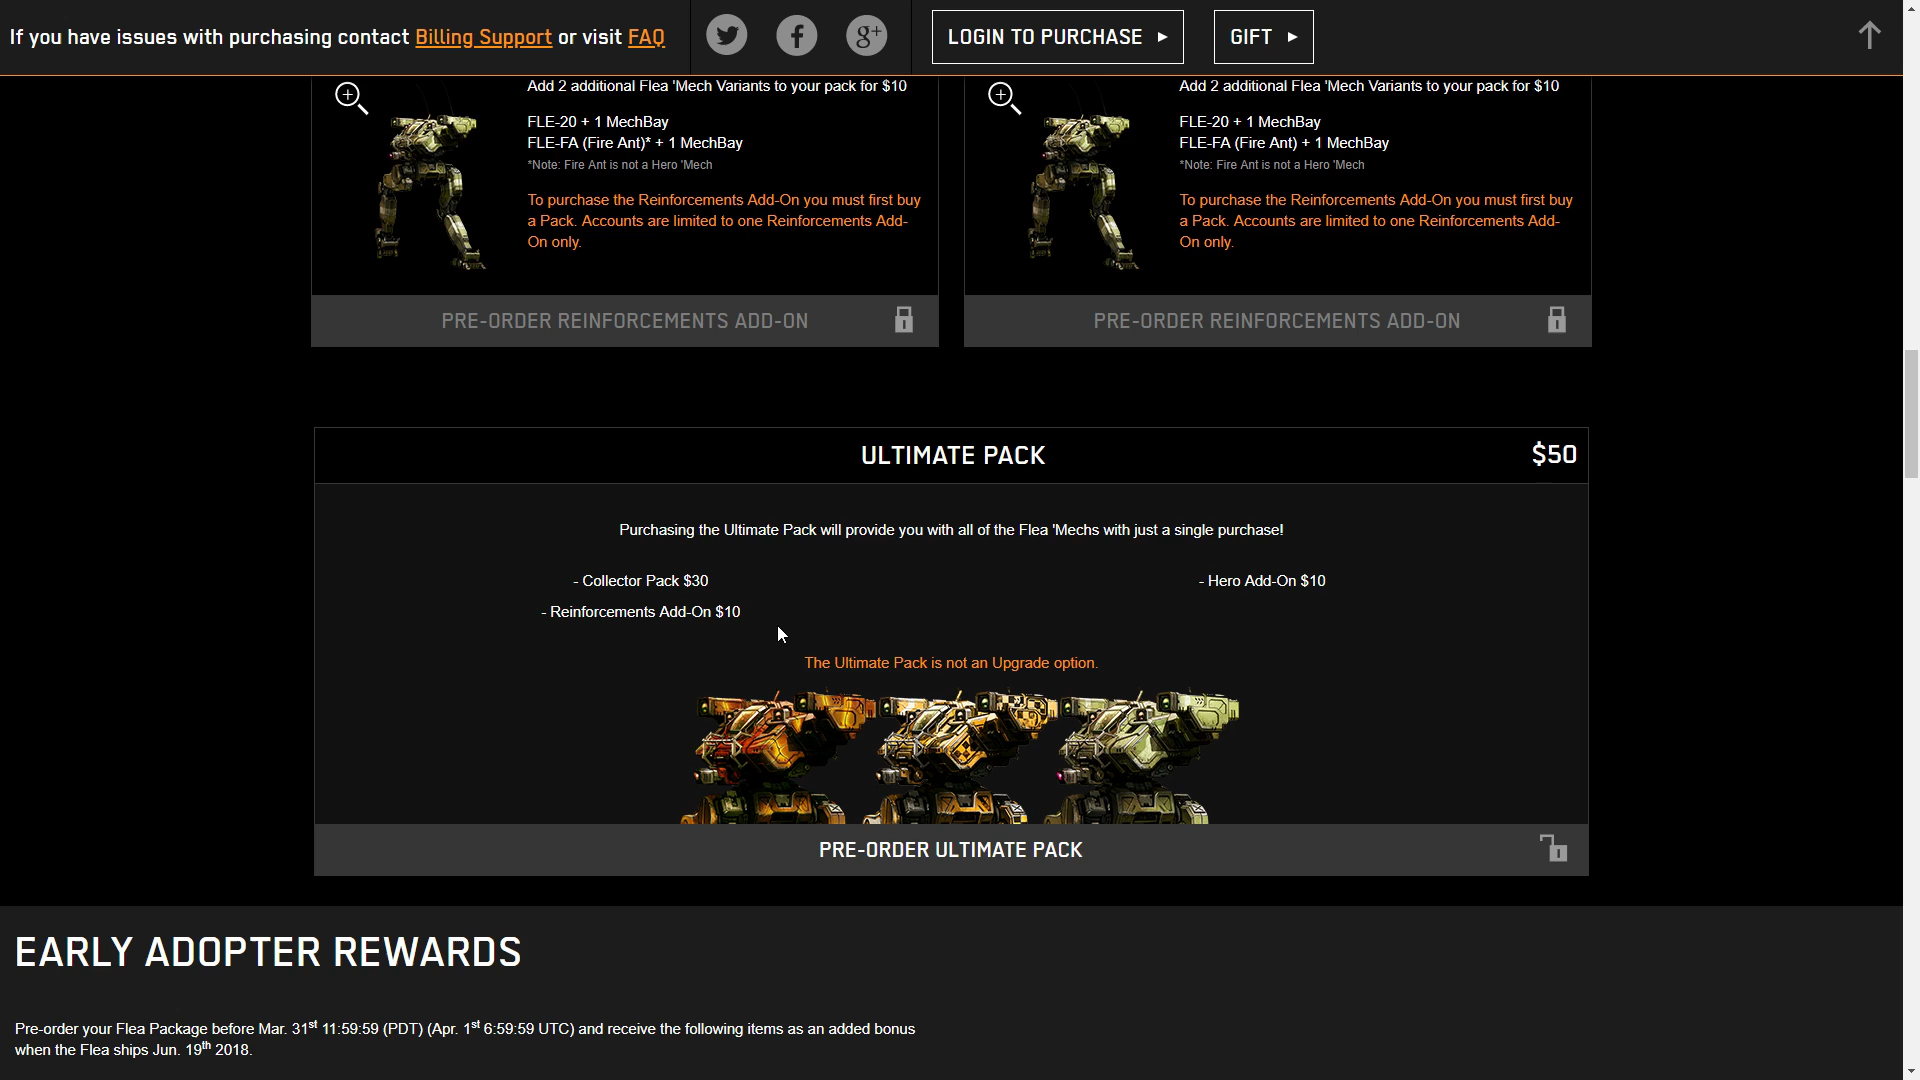 If you have issues with purchasing contact Billing Support or visit FAQ
g+
LOGIN TO PURCHASE ►
GIFT ►
Add 2 additional Flea 'Mech Variants to your pack for $10
FLE-20 + 1 MechBay
FLE-FA (Fire Ant)* + 1 MechBay
*Note: Fire Ant is not a Hero 'Mech
To purchase the Reinforcements Add-On you must first buy
a Pack. Accounts are limited to one Reinforcements Add-
On only.
PRE-ORDER REINFORCEMENTS ADD-ON
Add 2 additional Flea 'Mech Variants to your pack for $10
FLE-20 + 1 MechBay
FLE-FA (Fire Ant) + 1 MechBay
*Note: Fire Ant is not a Hero 'Mech
To purchase the Reinforcements Add-On you must first buy
a Pack. Accounts are limited to one Reinforcements Add-
On only.
PRE-ORDER REINFORCEMENTS ADD-ON
ULTIMATE PACK
$50
Purchasing the Ultimate Pack will provide you with all of the Flea 'Mechs with just a single purchase!
- Collector Pack $30
- Hero Add-On $10
- Reinforcements Add-On $10
The Ultimate Pack is not an Upgrade option.
PRE-ORDER ULTIMATE PACK
EARLY ADOPTER REWARDS
Pre-order your Flea Package before Mar. 31st 11:59:59 (PDT) (Apr. 1st 6:59:59 UTC) and receive the following items as an added bonus
when the Flea ships Jun. 19th 2018.